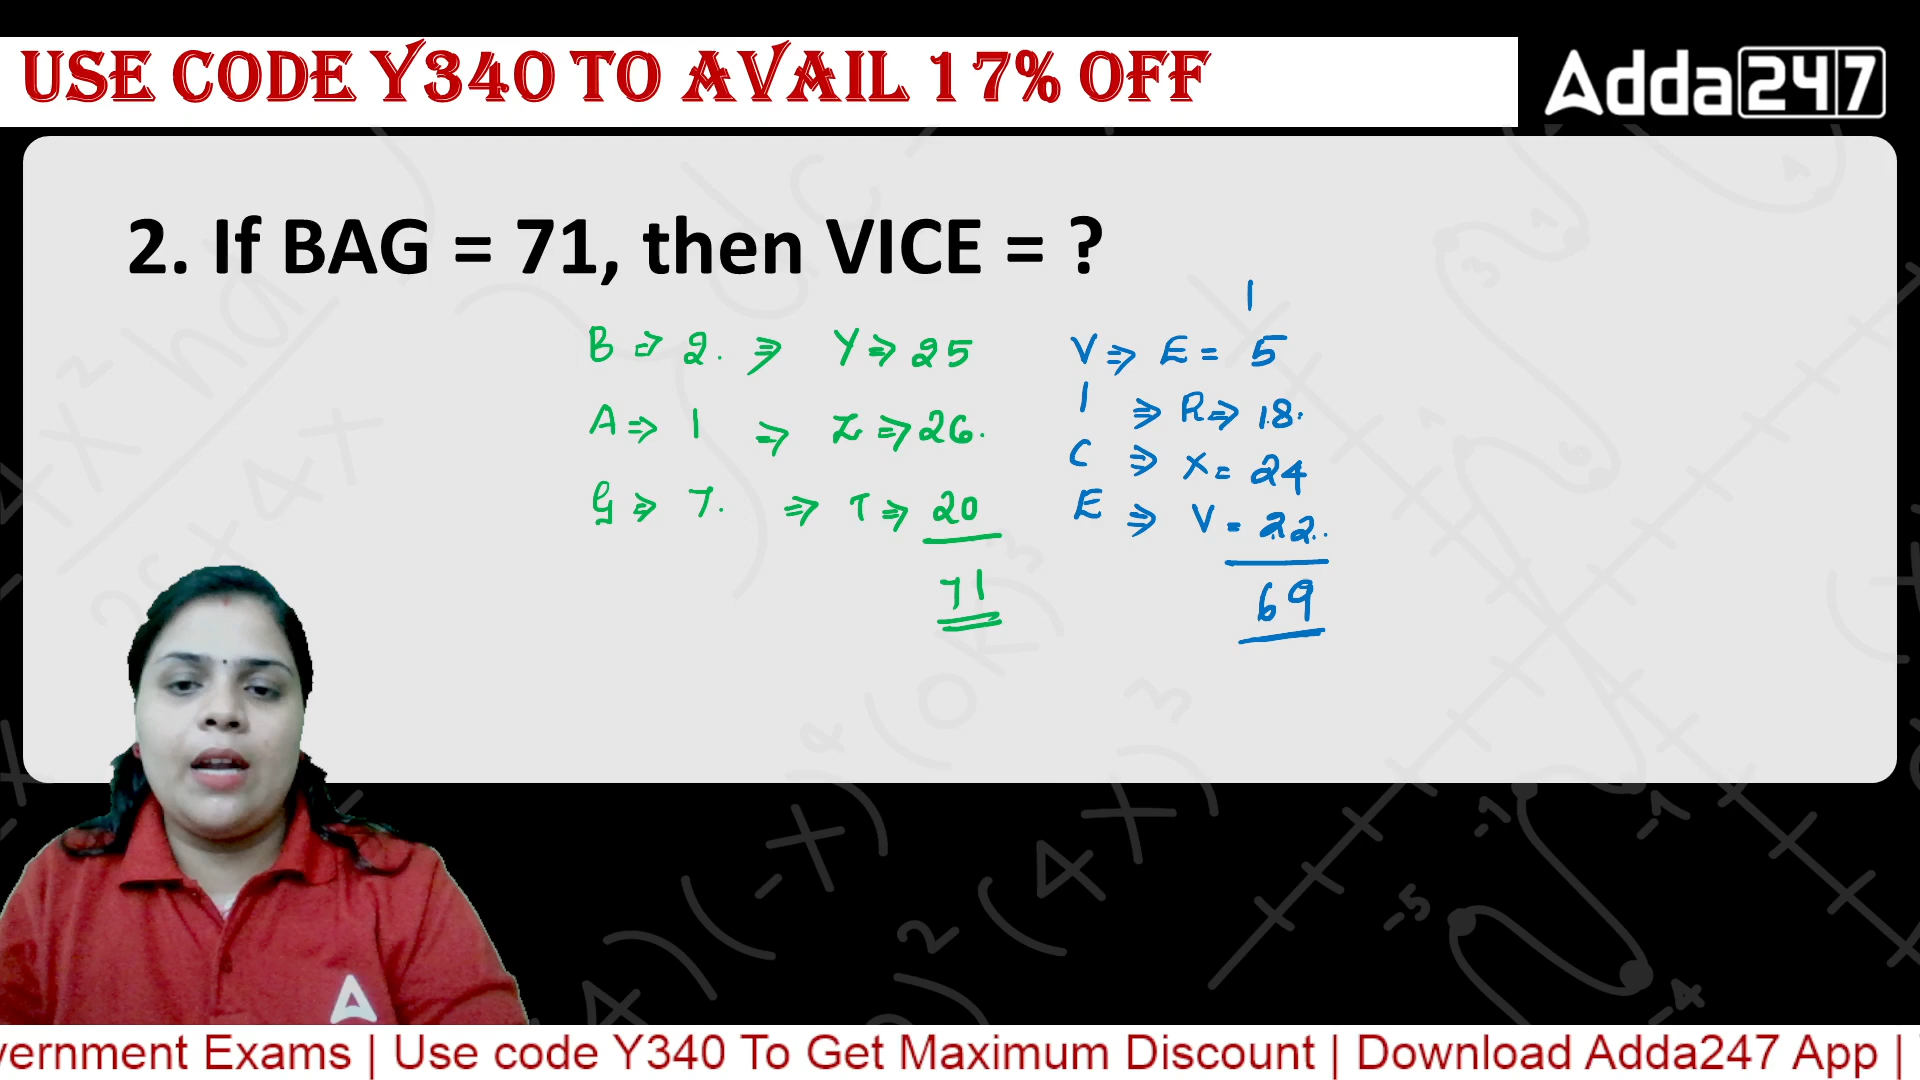 USE CODE Y340 TO AVAIL 17% OFF
Adda247
2. If BAG = 71, then VICE = ?
1
B ⇒ 2. ⇒ Y ⇒ 25
A ⇒ 1 ⇒ Z ⇒ 26.
G ⇒ 7. ⇒ T ⇒ 20
71
V ⇒ E = 5
I ⇒ R ⇒ 18.
C ⇒ X = 24
E ⇒ V = 22.
69
vernment Exams | Use code Y340 To Get Maximum Discount | Download Adda247 App |